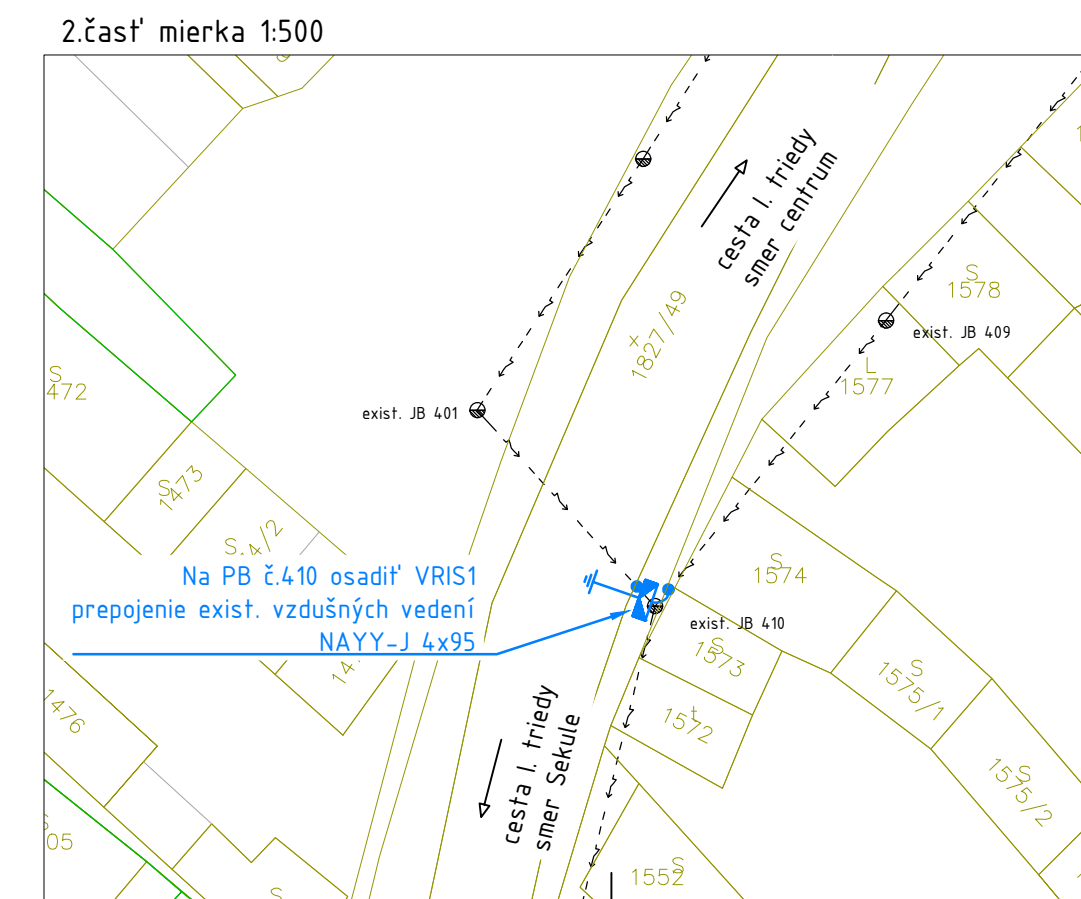 2.časť mierka 1:500
cesta I. triedy
smer centrum
S
1578
exist. JB 409
1827/49
L
1577
S
472
exist. JB 401
S
1473
S
4/2
Na PB č.410 osadiť VRIS1
prepojenie exist. vzdušných vedení
NAYY-J 4x95
S
1574
exist. JB 410
S
1573
S
1575/1
1572
1476
cesta I. triedy
smer Sekule
S
1575/2
05
S
1552
S